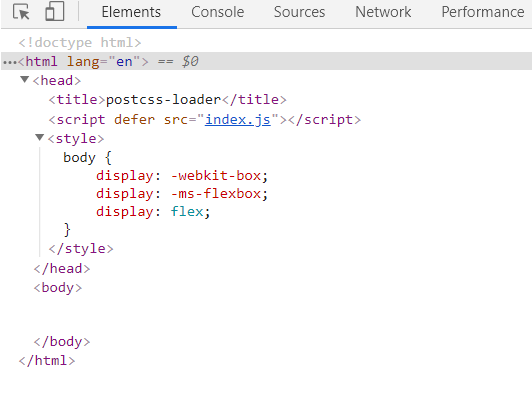 Elements Console Sources Network Performance
<!doctype html>
•••<html lang="en"> == $0
▼<head>
<title>postcss-loader</title>
<script defer src="index.js"></script>
▼<style>
body {
display: -webkit-box;
display: -ms-flexbox;
display: flex;
}
</style>
</head>
<body>
</body>
</html>